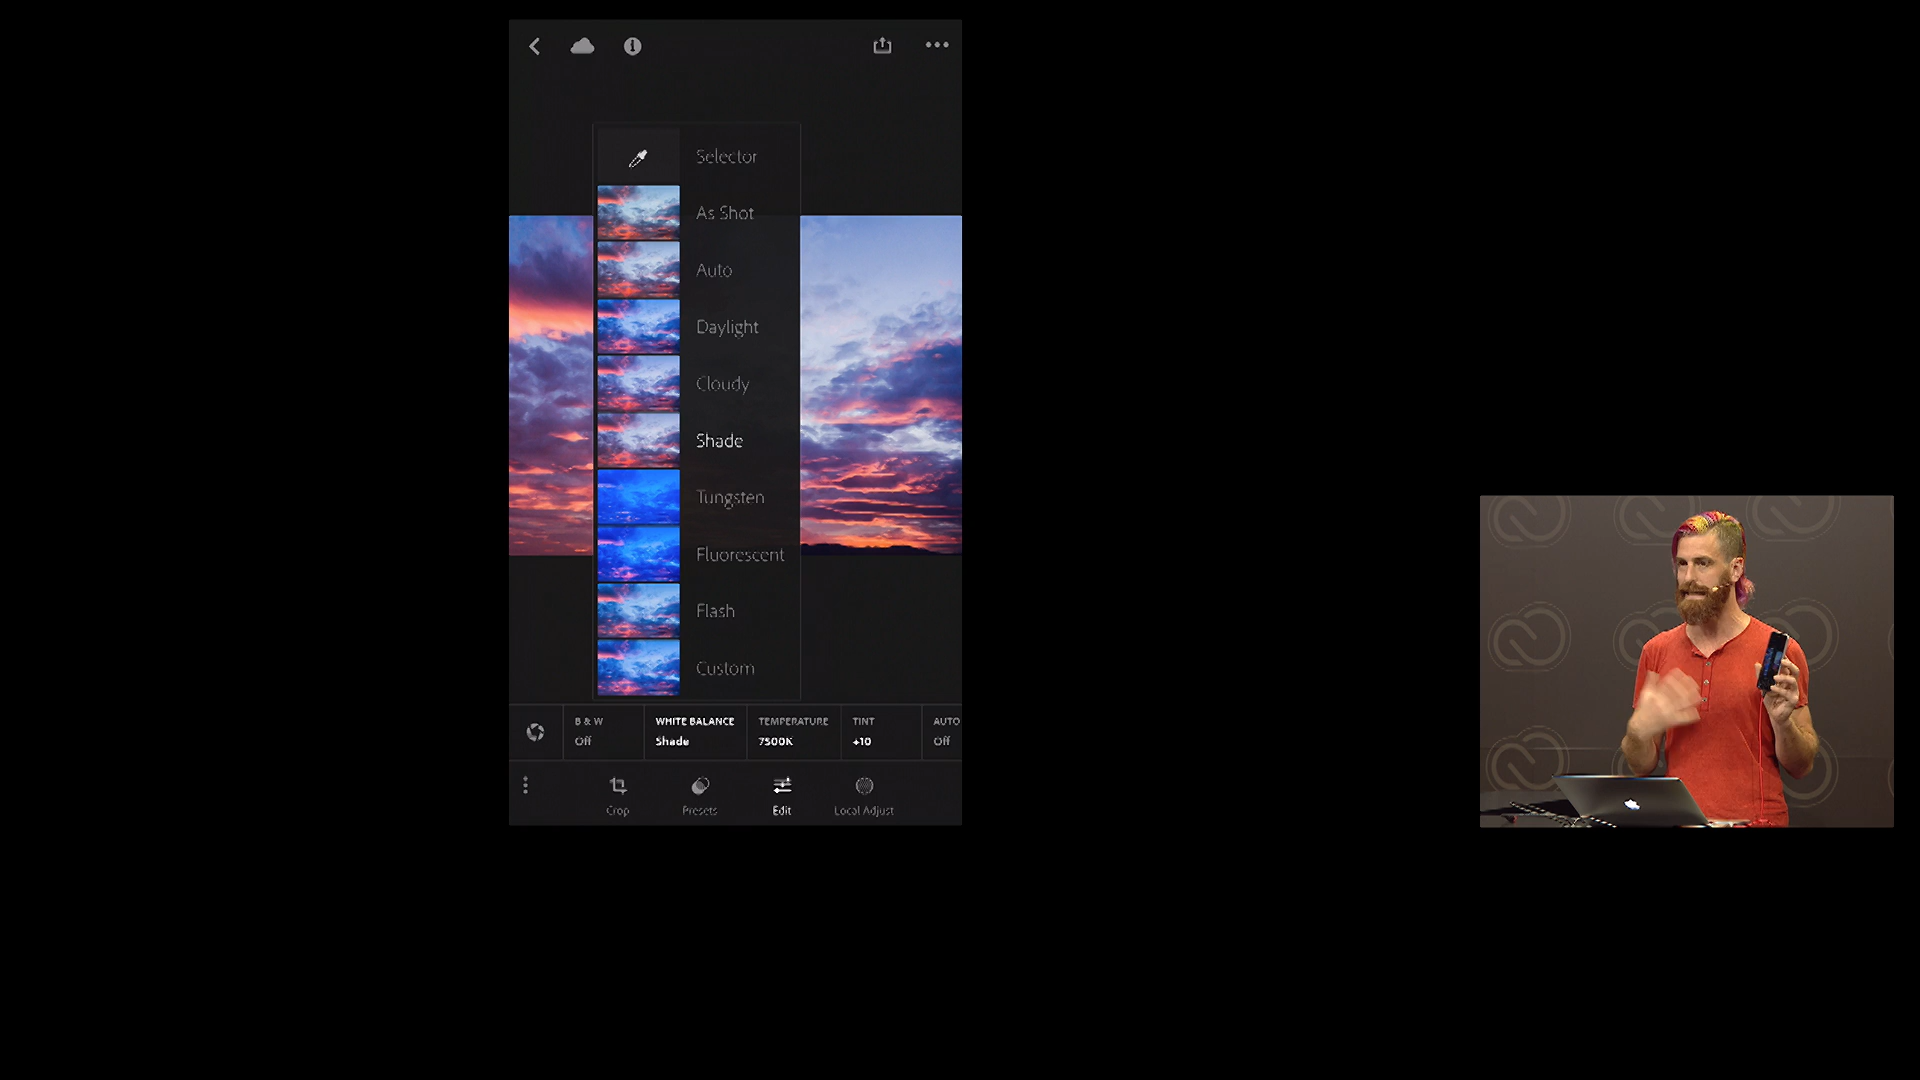 Selector
As Shot
Auto
Daylight
Cloudy
Shade
Tungsten
Fluorescent
Flash
Custom
B & W
Off
WHITE BALANCE
Shade
TEMPERATURE
7500K
TINT
+10
AUTO
Off
Crop
Presets
Edit
Local Adjust